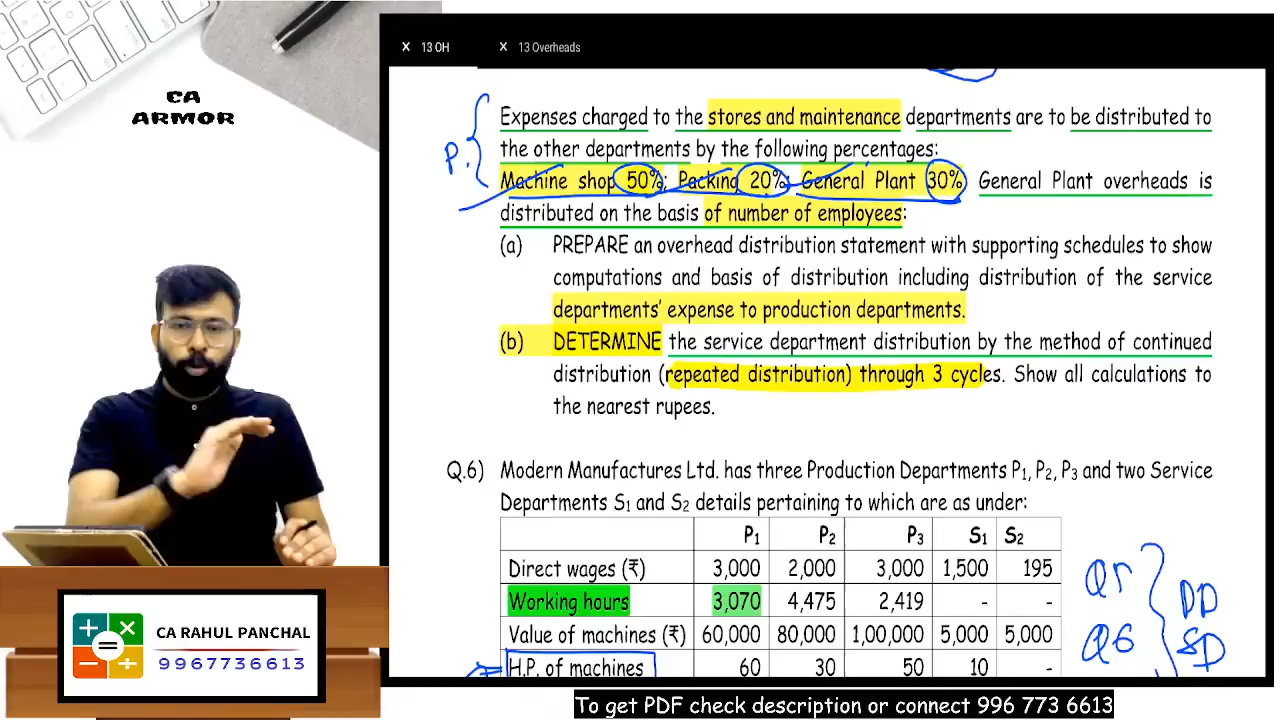 CA
ARMOR
× 13 OH × 13 Overheads
Expenses charged to the stores and maintenance departments are to be distributed to
the other departments by the following percentages:
P.
Machine shop 50%; Packing 20%; General Plant 30% General Plant overheads is
distributed on the basis of number of employees:
(a) PREPARE an overhead distribution statement with supporting schedules to show
computations and basis of distribution including distribution of the service
departments' expense to production departments.
(b) DETERMINE the service department distribution by the method of continued
distribution (repeated distribution) through 3 cycles. Show all calculations to
the nearest rupees.
Q.6) Modern Manufactures Ltd. has three Production Departments P₁, P₂, P₃ and two Service
Departments S₁ and S₂ details pertaining to which are as under:
P₁ P₂ P₃ S₁ S₂
Direct wages (₹) 3,000 2,000 3,000 1,500 195
Working hours 3,070 4,475 2,419 - -
Value of machines (₹) 60,000 80,000 1,00,000 5,000 5,000
H.P. of machines 60 30 50 10 -
Q5
Q6
DD
SD
CA RAHUL PANCHAL
9967736613
To get PDF check description or connect 996 773 6613